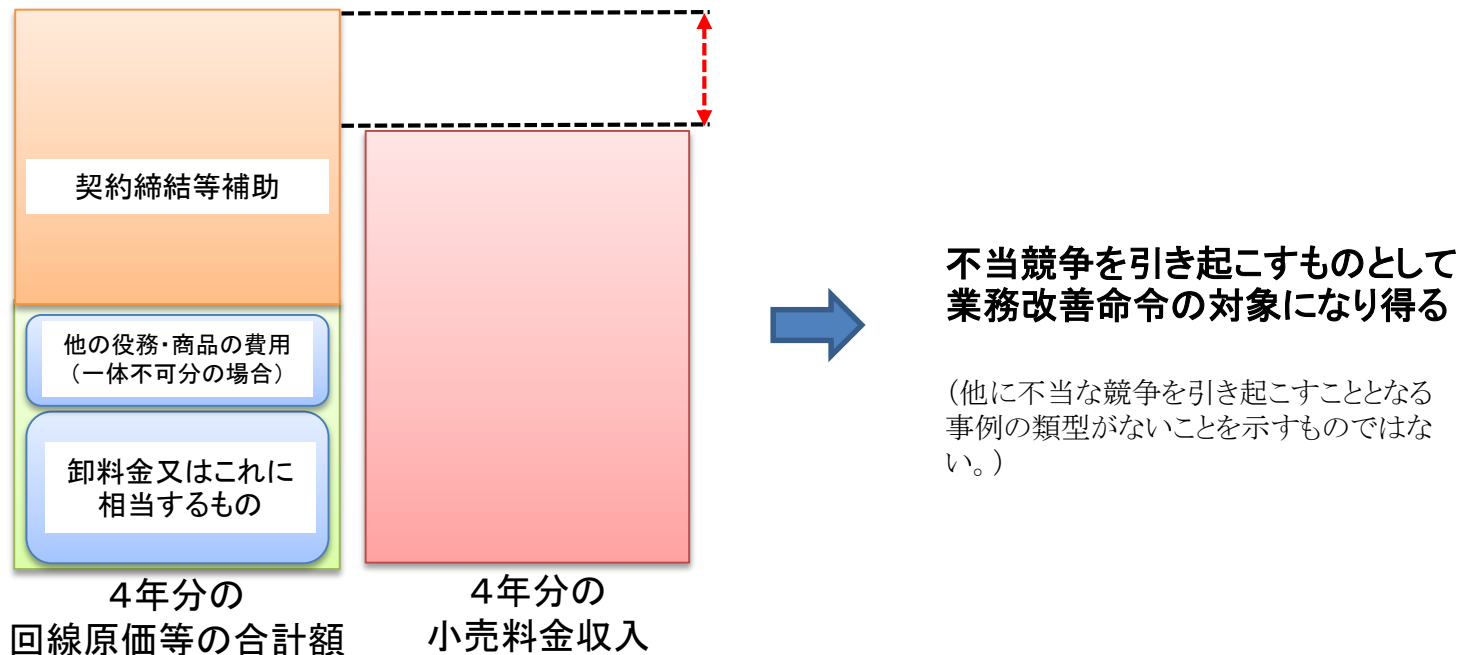 契約締結等補助
他の役務・商品の費用
（一体不可分の場合）
卸料金又はこれに
相当するもの
４年分の
回線原価等の合計額
４年分の
小売料金収入
不当競争を引き起こすものとして
業務改善命令の対象になり得る
（他に不当な競争を引き起こすこととなる
事例の類型がないことを示すものではな
い。）